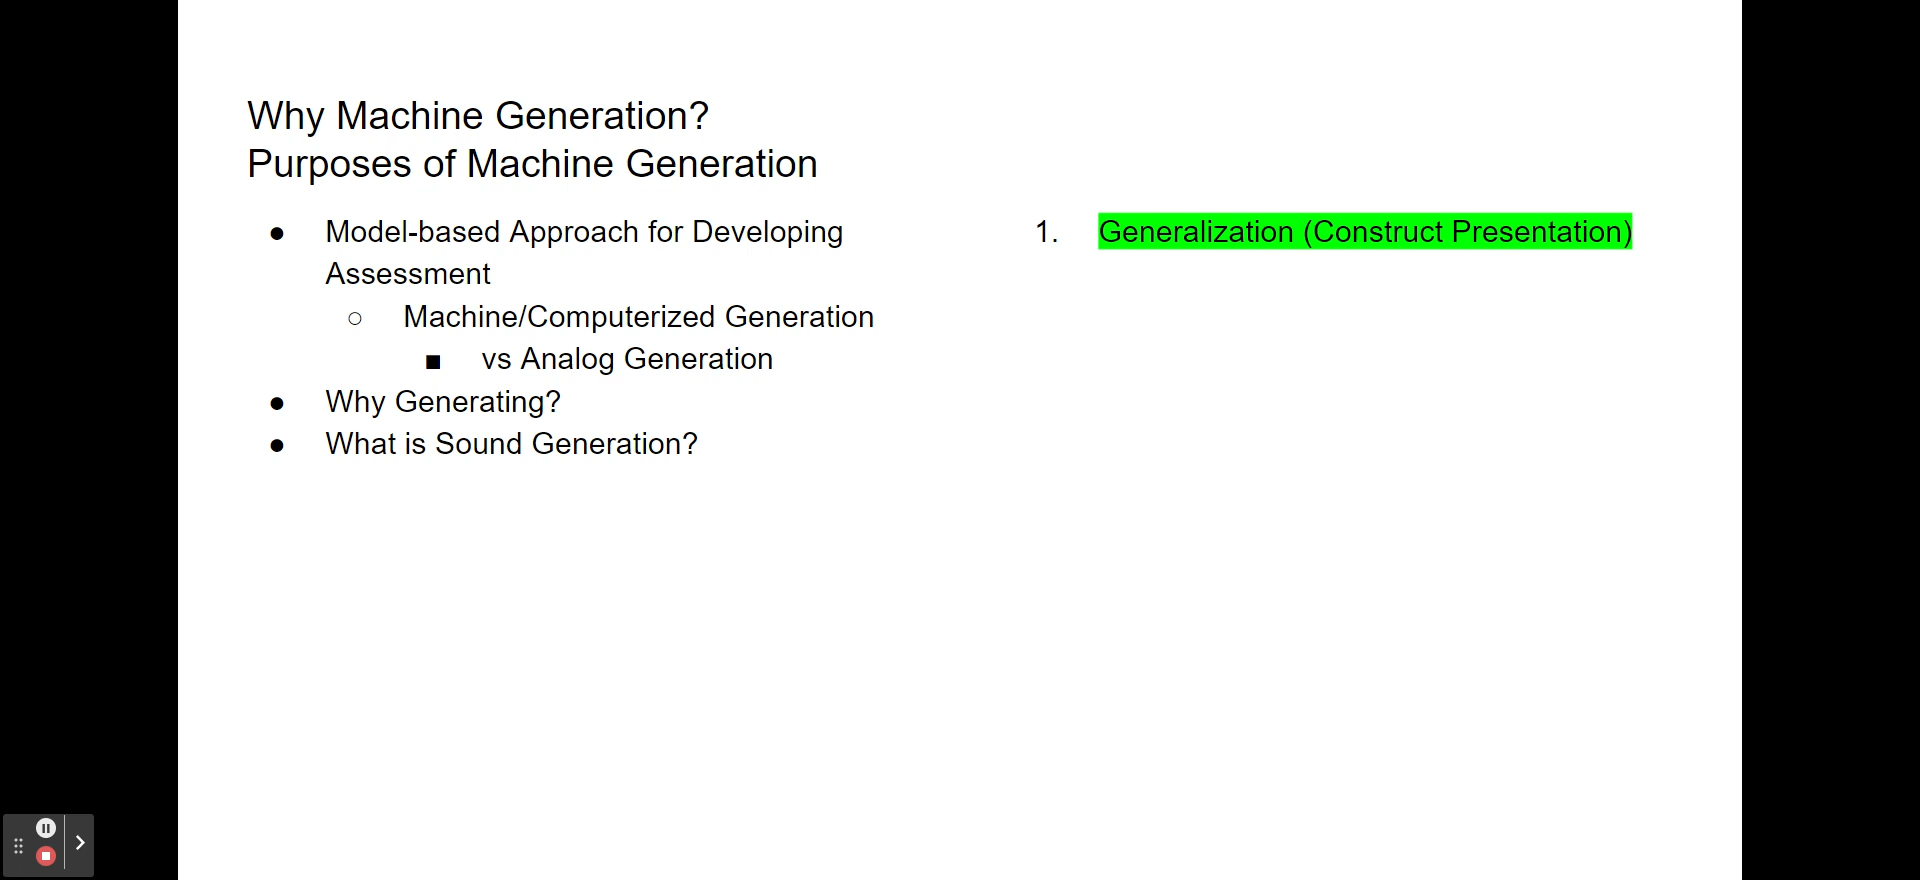 Why Machine Generation?
Purposes of Machine Generation
● Model-based Approach for Developing
Assessment
○ Machine/Computerized Generation
■ vs Analog Generation
● Why Generating?
● What is Sound Generation?
1. Generalization (Construct Presentation)